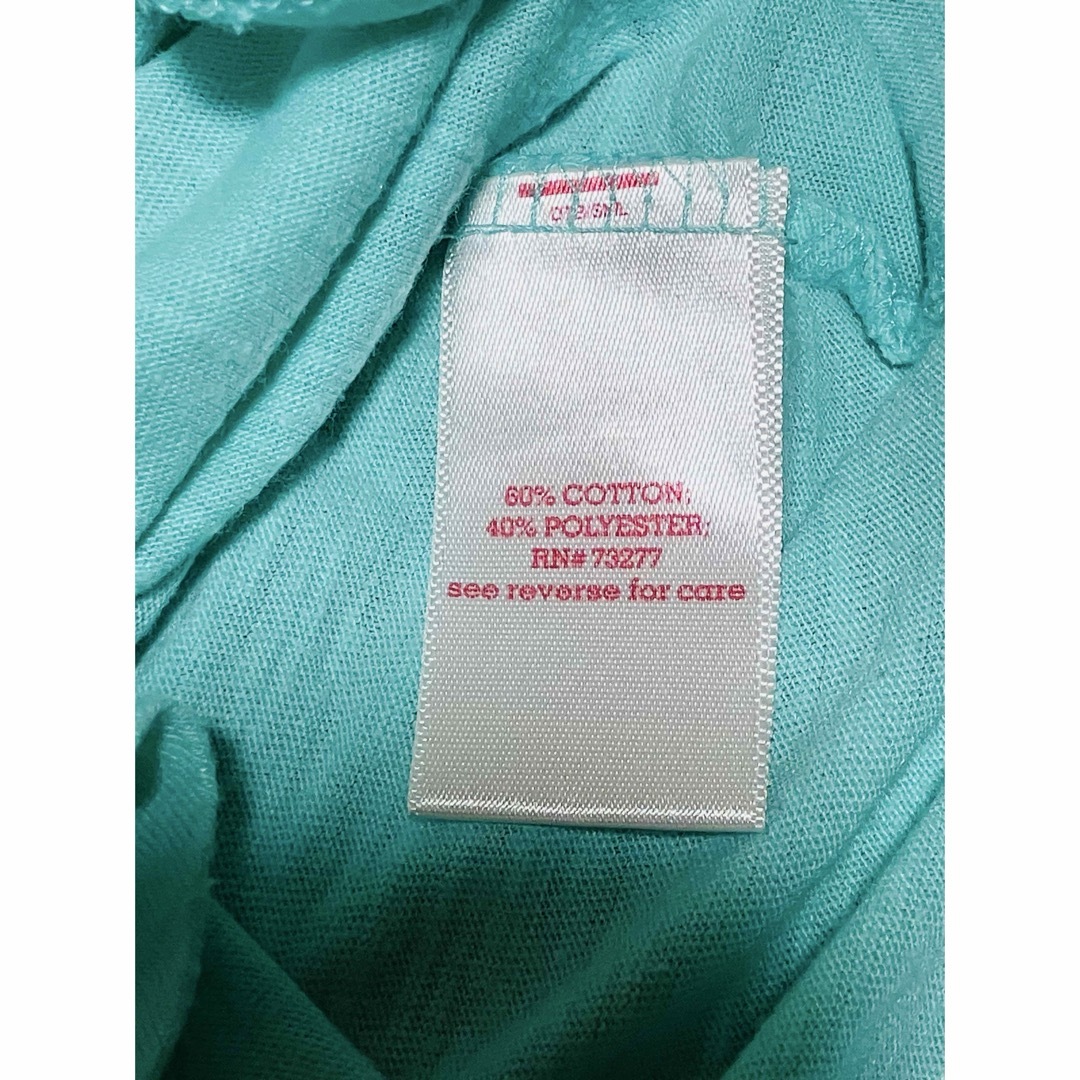 60% COTTON;
40% POLYESTER;
RN# 73277
see reverse for care